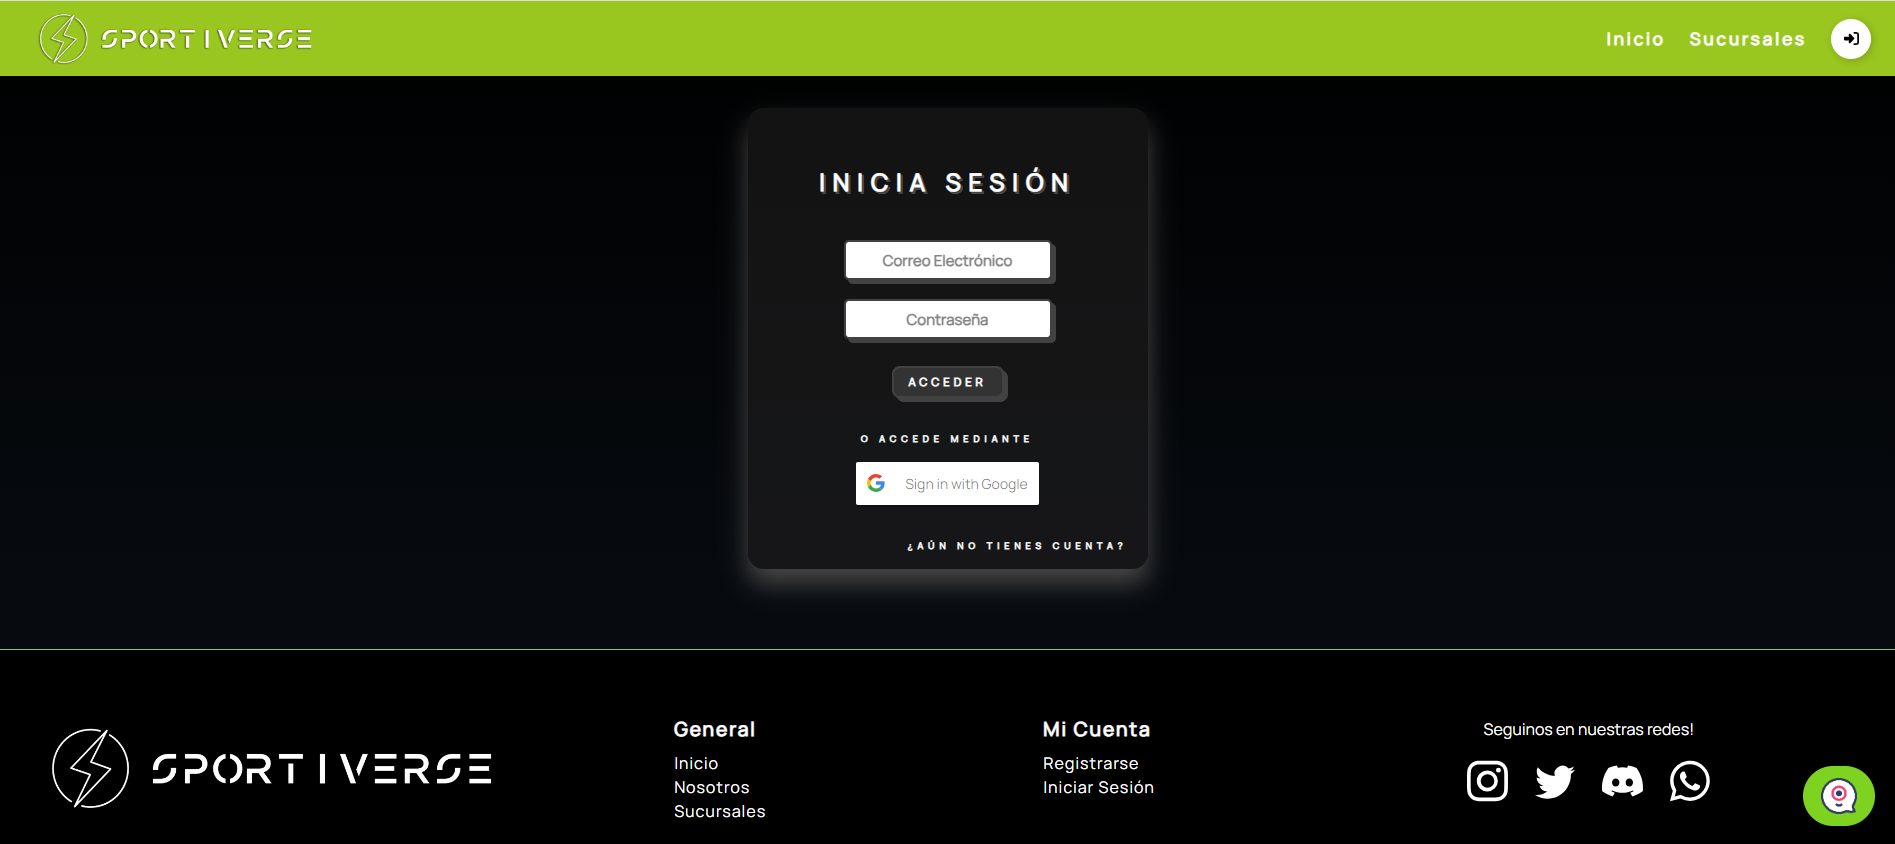 SPORTIVERSE
Inicio
Sucursales
INICIA SESIÓN
Correo Electrónico
Contraseña
ACCEDER
O ACCEDE MEDIANTE
Sign in with Google
¿AÚN NO TIENES CUENTA?
SPORTIVERSE
General
Inicio
Nosotros
Sucursales
Mi Cuenta
Registrarse
Iniciar Sesión
Seguinos en nuestras redes!